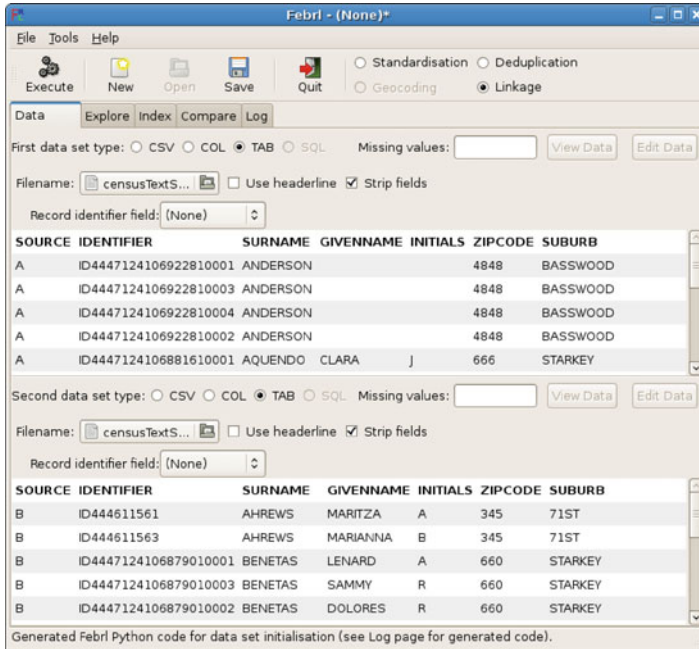 Febrl - (None)*
File Tools Help
Execute New Open Save Quit Standardisation Deduplication
Geocoding Linkage
Data Explore Index Compare Log
First data set type: CSV COL TAB SQL Missing values: View Data Edit Data
Filename: censusTextS... Use headerline Strip fields
Record identifier field: (None)
SOURCE IDENTIFIER SURNAME GIVENNAME INITIALS ZIPCODE SUBURB
A ID4447124106922810001 ANDERSON 4848 BASSWOOD
A ID4447124106922810003 ANDERSON 4848 BASSWOOD
A ID4447124106922810004 ANDERSON 4848 BASSWOOD
A ID4447124106922810002 ANDERSON 4848 BASSWOOD
A ID4447124106881610001 AQUENDO CLARA J 666 STARKEY
Second data set type: CSV COL TAB SQL Missing values: View Data Edit Data
Filename: censusTextS... Use headerline Strip fields
Record identifier field: (None)
SOURCE IDENTIFIER SURNAME GIVENNAME INITIALS ZIPCODE SUBURB
B ID444611561 AHREWS MARITZA A 345 71ST
B ID444611563 AHREWS MARIANNA B 345 71ST
B ID4447124106879010001 BENETAS LENARD A 660 STARKEY
B ID4447124106879010003 BENETAS SAMMY R 660 STARKEY
B ID4447124106879010002 BENETAS DOLORES R 660 STARKEY
Generated Febrl Python code for data set initialisation (see Log page for generated code).